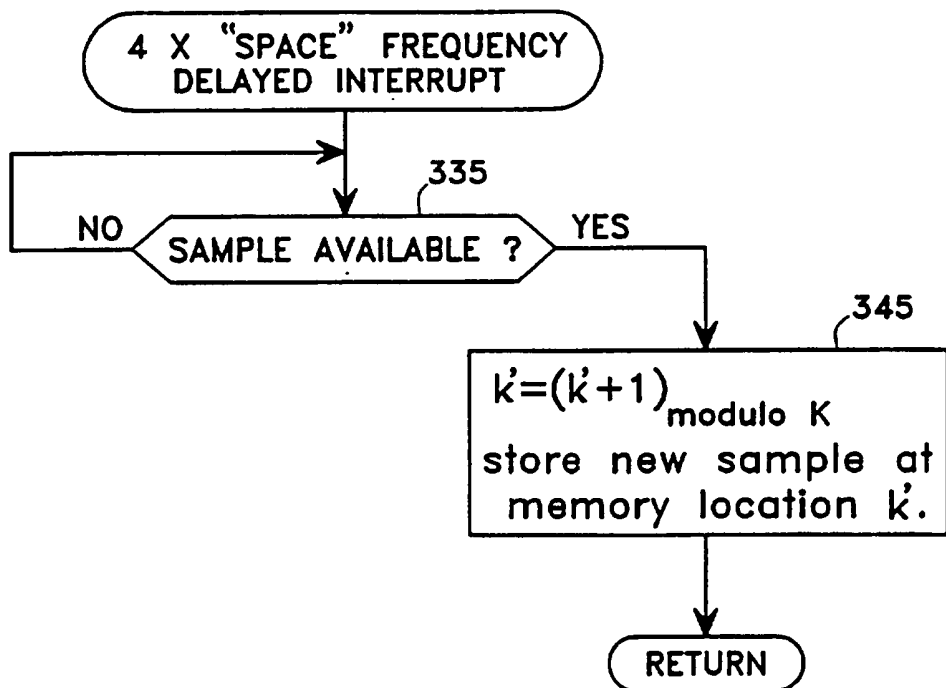 4 X “SPACE” FREQUENCY
DELAYED INTERRUPT
335
NO
SAMPLE AVAILABLE ?
YES
345
k'=(k'+1)modulo K
store new sample at
memory location k'.
RETURN